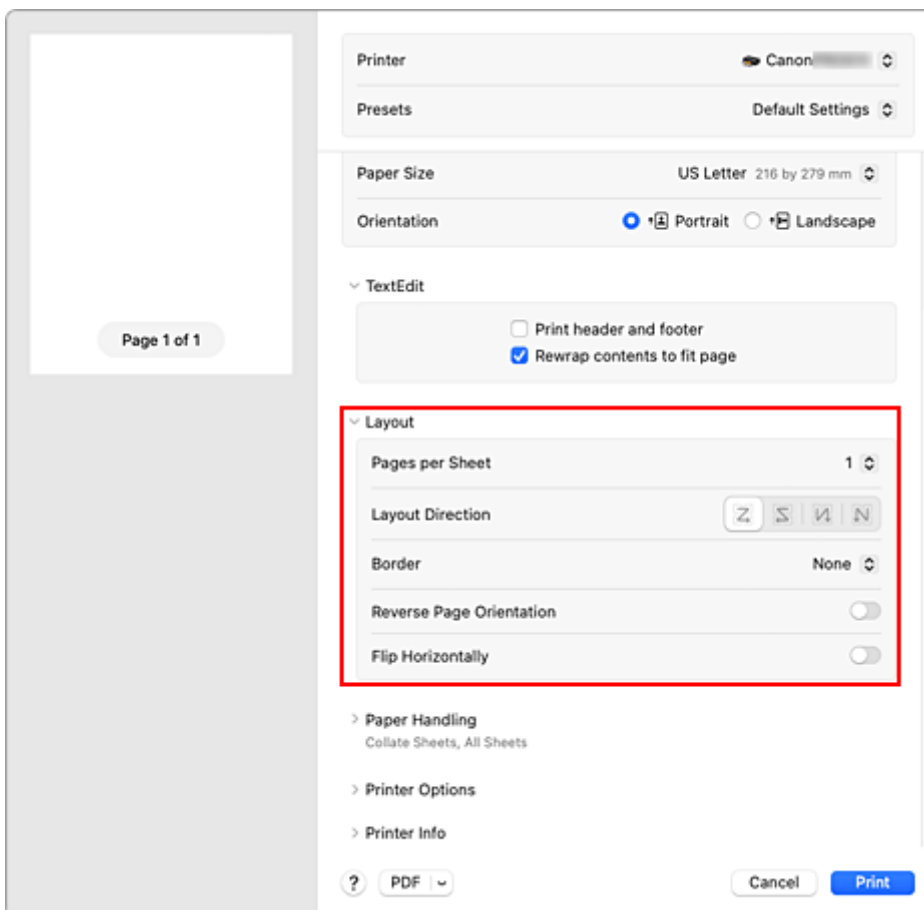 Page 1 of 1
Printer Canon
Presets Default Settings
Paper Size US Letter 216 by 279 mm
Orientation Portrait Landscape
TextEdit
Print header and footer
Rewrap contents to fit page
Layout
Pages per Sheet 1
Layout Direction
Border None
Reverse Page Orientation
Flip Horizontally
Paper Handling
Collate Sheets, All Sheets
Printer Options
Printer Info
? PDF Cancel Print